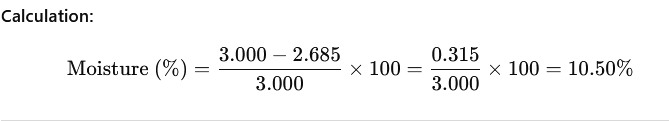 Calculation:
Moisture (%) = (3.000 − 2.685)/3.000 × 100 = 0.315/3.000 × 100 = 10.50%